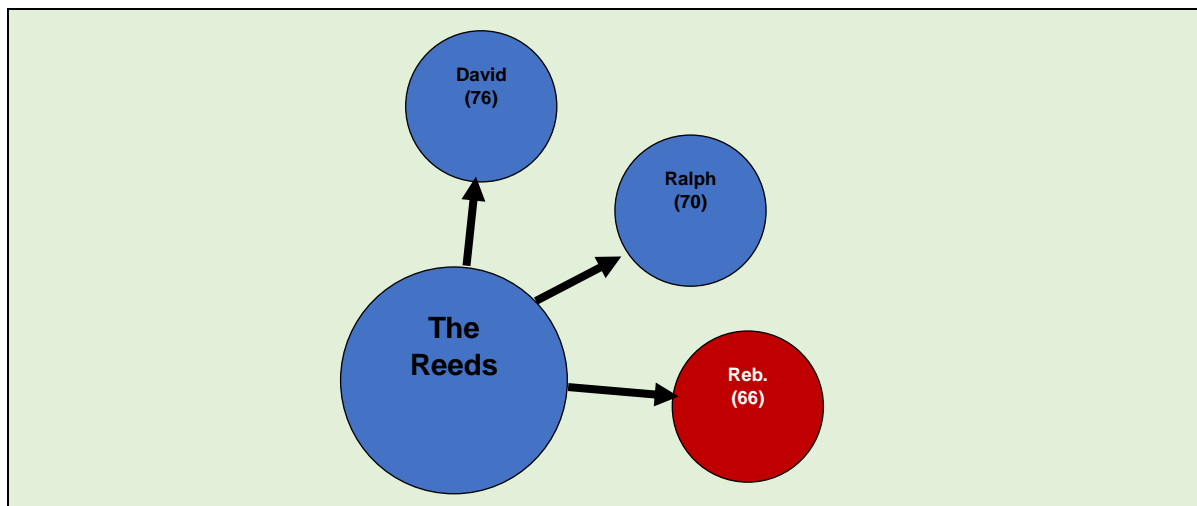 David
(76)
Ralph
(70)
The
Reeds
Reb.
(66)